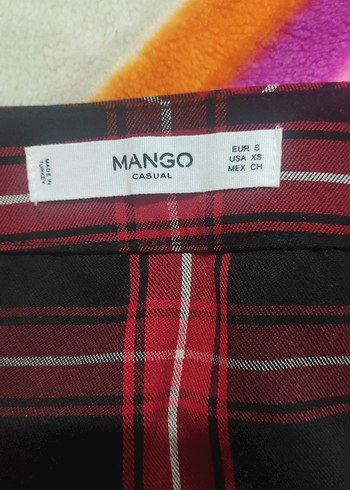 MADE IN
TURKEY
MANGO
CASUAL
EUR S
USA XS
MEX CH